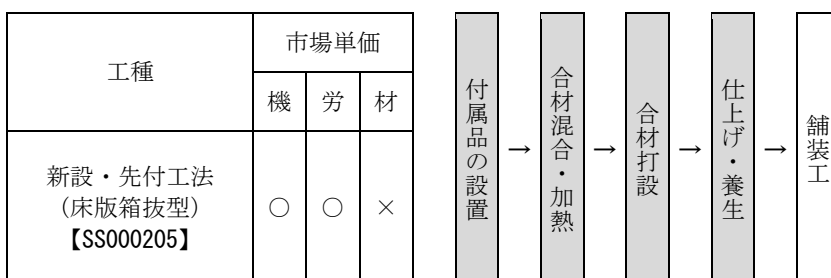 工種
市場単価
機 労 材
新設・先付工法
(床版箱抜型)
【SS000205】
○ ○ ×
付属品の設置
→
合材混合・加熱
→
合材打設
→
仕上げ・養生
→
舗装工